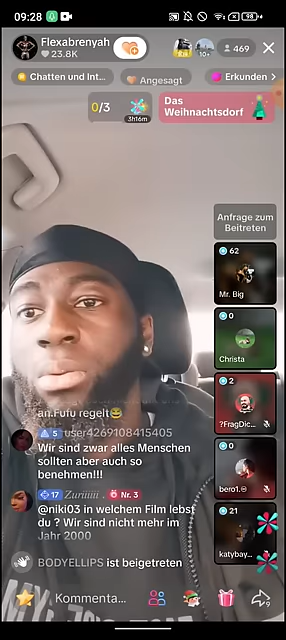 09:28
98
Flexabrenyah
23.8K
10+
469
Chatten und Int...
Angesagt
Erkunden >
0/3
3h16m
Das
Weihnachtsdorf
Anfrage zum
Beitreten
62
Mr. Big
0
Christa
2
?FragDic...
0
bero1.
21
katybay...
an.Fufu regelt😂
5 user4269108415405
Wir sind zwar alles Menschen
sollten aber auch so
benehmen!!!
17 Zuriiiii . Nr. 3
@niki03 in welchem Film lebst
du ? Wir sind nicht mehr im
Jahr 2000
BODYELLIPS ist beigetreten
Kommenta...
9